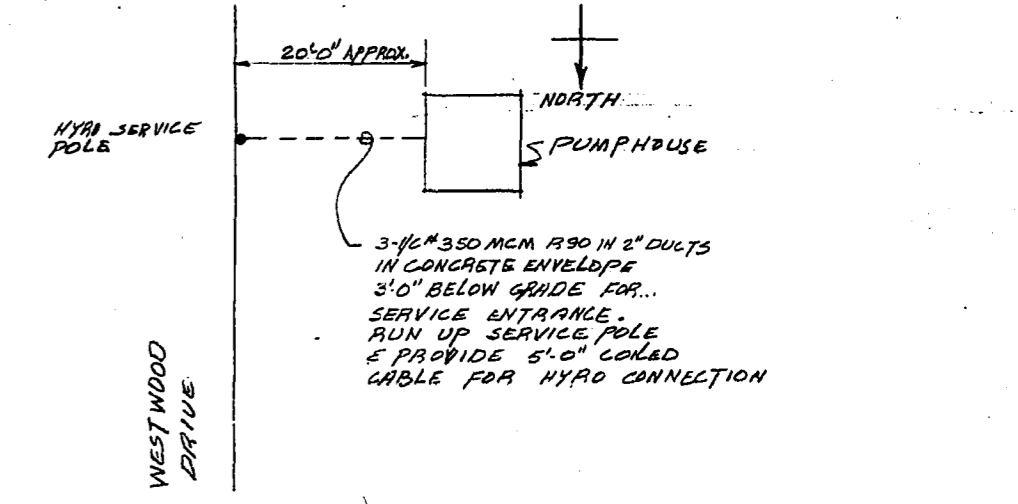 20'-0" APPROX.
NORTH
HYRO SERVICE
POLE
PUMPHOUSE
3-1/C# 350 MCM R90 IN 2" DUCTS
IN CONCRETE ENVELOPE
3'-0" BELOW GRADE FOR...
SERVICE ENTRANCE.
RUN UP SERVICE POLE
& PROVIDE 5'-0" COILED
CABLE FOR HYRO CONNECTION
WESTWOOD
DRIVE